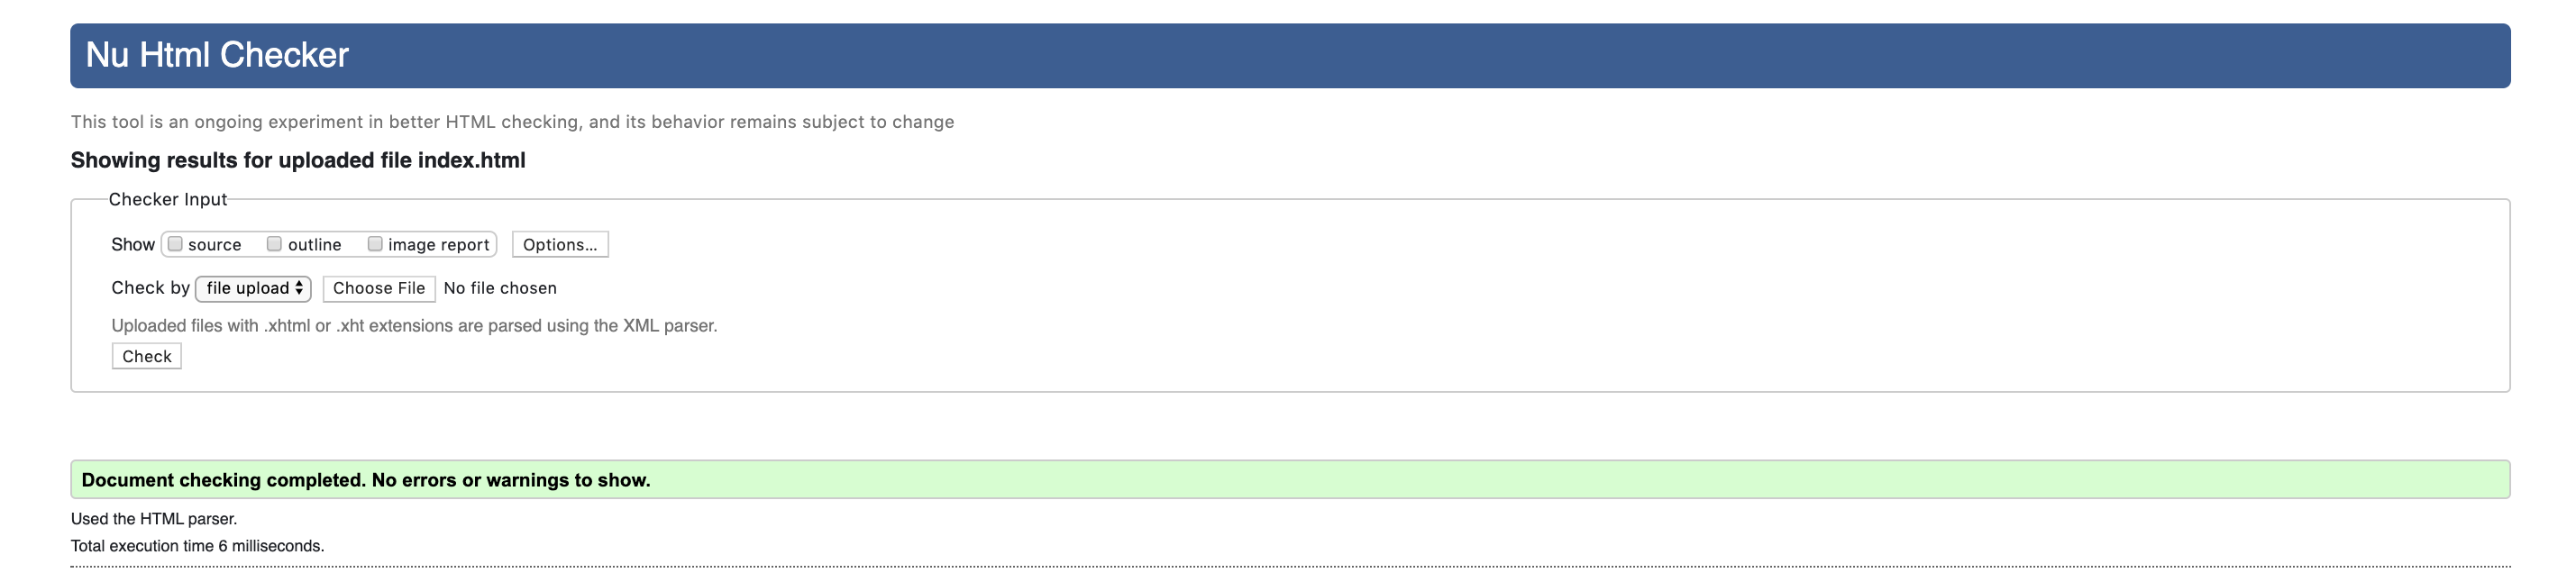 Nu Html Checker
This tool is an ongoing experiment in better HTML checking, and its behavior remains subject to change
Showing results for uploaded file index.html
Checker Input
Show source outline image report Options...
Check by file upload Choose File No file chosen
Uploaded files with .xhtml or .xht extensions are parsed using the XML parser.
Check
Document checking completed. No errors or warnings to show.
Used the HTML parser.
Total execution time 6 milliseconds.